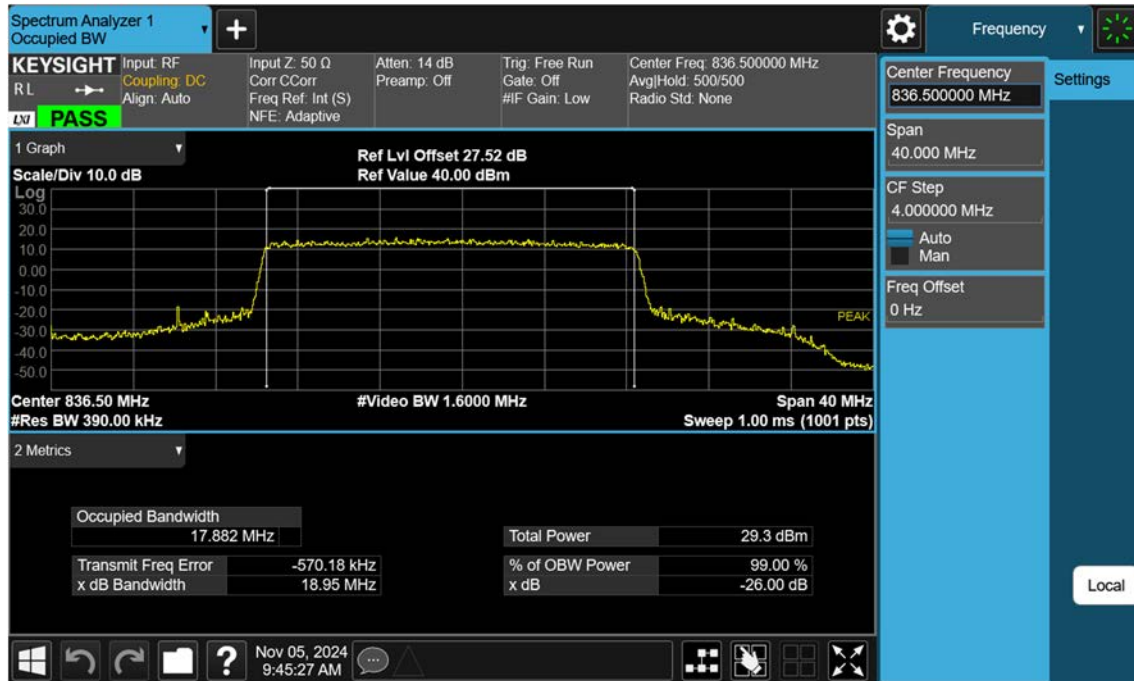 Spectrum Analyzer 1
Occupied BW
Frequency
KEYSIGHT
R L
LXI PASS
Input: RF
Coupling: DC
Align: Auto
Input Z: 50 Ω
Corr CCorr
Freq Ref: Int (S)
NFE: Adaptive
Atten: 14 dB
Preamp: Off
Trig: Free Run
Gate: Off
#IF Gain: Low
Center Freq: 836.500000 MHz
Avg|Hold: 500/500
Radio Std: None
Center Frequency
836.500000 MHz
Settings
Span
40.000 MHz
CF Step
4.000000 MHz
Auto
Man
Freq Offset
0 Hz
Local
1 Graph
Scale/Div 10.0 dB
Ref Lvl Offset 27.52 dB
Ref Value 40.00 dBm
Log
30.0
20.0
10.0
0.00
-10.0
-20.0
-30.0
-40.0
-50.0
PEAK
Center 836.50 MHz
#Video BW 1.6000 MHz
Span 40 MHz
#Res BW 390.00 kHz
Sweep 1.00 ms (1001 pts)
2 Metrics
Occupied Bandwidth
17.882 MHz
Total Power 29.3 dBm
Transmit Freq Error -570.18 kHz
% of OBW Power 99.00 %
x dB Bandwidth 18.95 MHz
x dB -26.00 dB
?
Nov 05, 2024
9:45:27 AM